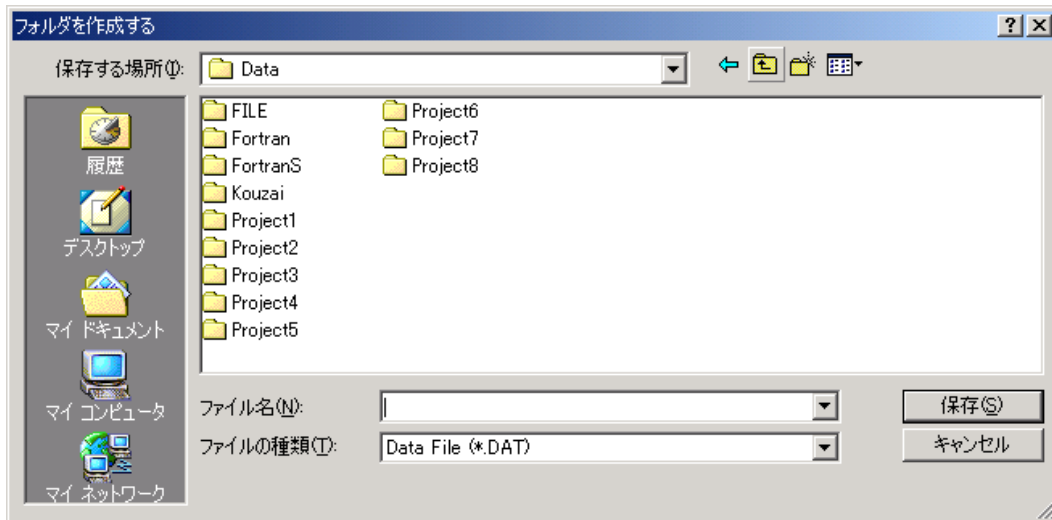 フォルダを作成する
保存する場所(I): Data
履歴
デスクトップ
マイ ドキュメント
マイ コンピュータ
マイ ネットワーク
FILE
Fortran
FortranS
Kouzai
Project1
Project2
Project3
Project4
Project5
Project6
Project7
Project8
ファイル名(N): 保存(S)
ファイルの種類(T): Data File (*.DAT) キャンセル